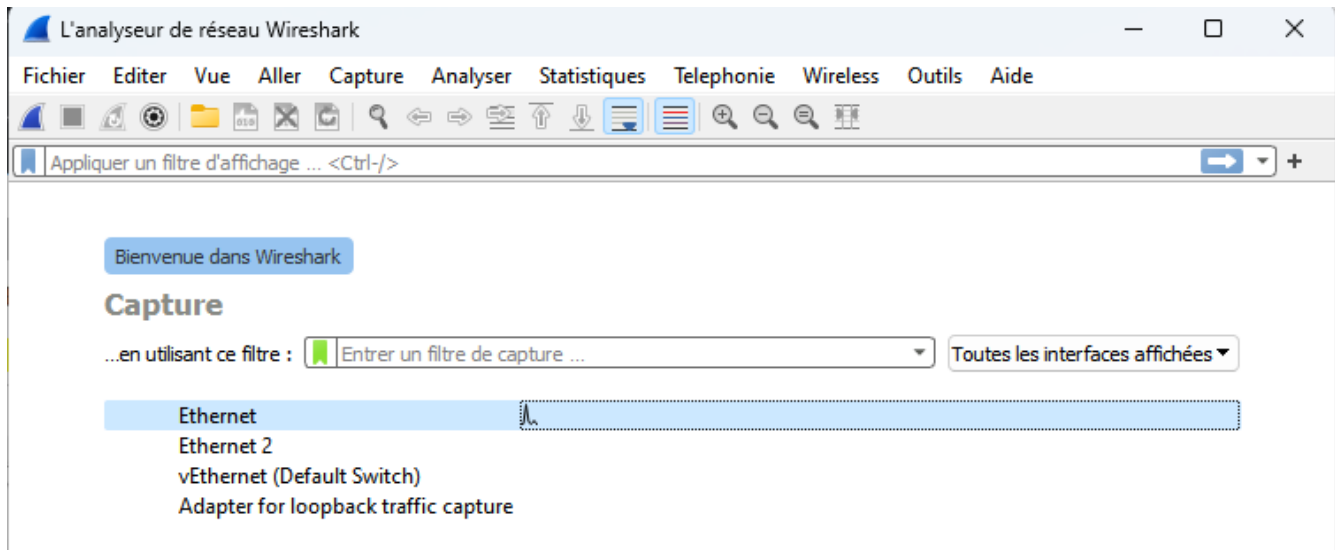 L'analyseur de réseau Wireshark
Fichier Editer Vue Aller Capture Analyser Statistiques Telephonie Wireless Outils Aide
Appliquer un filtre d'affichage ... <Ctrl-/>
Bienvenue dans Wireshark
Capture
...en utilisant ce filtre : Entrer un filtre de capture ... Toutes les interfaces affichées
Ethernet
Ethernet 2
vEthernet (Default Switch)
Adapter for loopback traffic capture